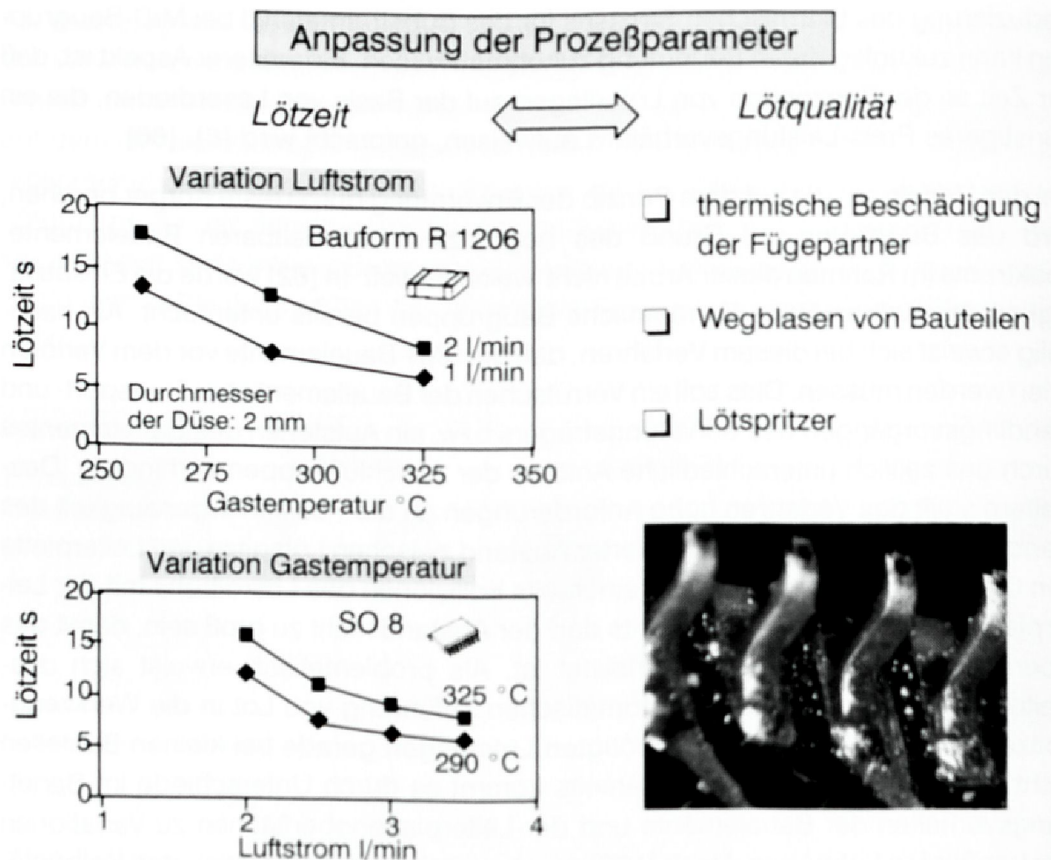 Anpassung der Prozeßparameter
Lötzeit
Lötqualität
Variation Luftstrom
Lötzeit s
20
15
10
5
0
Bauform R 1206
2 l/min
1 l/min
Durchmesser
der Düse: 2 mm
250
275
300
325
350
Gastemperatur °C
thermische Beschädigung
der Fügepartner
Wegblasen von Bauteilen
Lötspritzer
Variation Gastemperatur
Lötzeit s
20
15
10
5
0
SO 8
325 °C
290 °C
1
2
3
4
Luftstrom l/min